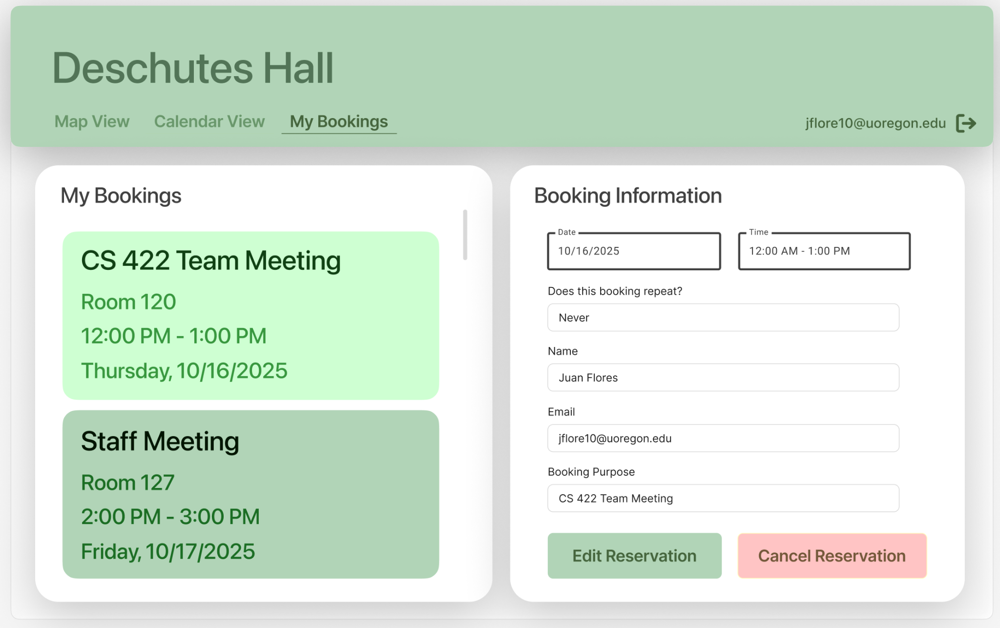 Deschutes Hall
Map View Calendar View My Bookings
jflore10@uoregon.edu
My Bookings
CS 422 Team Meeting
Room 120
12:00 PM - 1:00 PM
Thursday, 10/16/2025
Staff Meeting
Room 127
2:00 PM - 3:00 PM
Friday, 10/17/2025
Booking Information
Date
10/16/2025
Time
12:00 AM - 1:00 PM
Does this booking repeat?
Never
Name
Juan Flores
Email
jflore10@uoregon.edu
Booking Purpose
CS 422 Team Meeting
Edit Reservation
Cancel Reservation